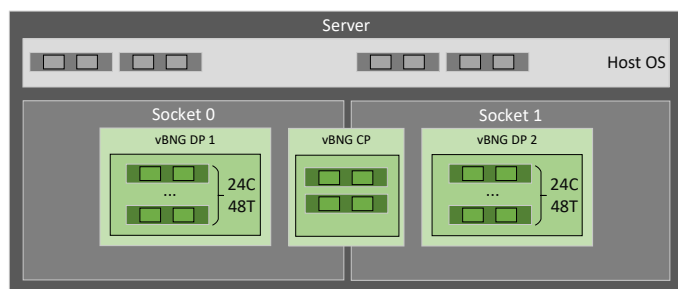 Server
Host OS
Socket 0
Socket 1
vBNG DP 1
vBNG CP
vBNG DP 2
...
24C
48T
...
24C
48T